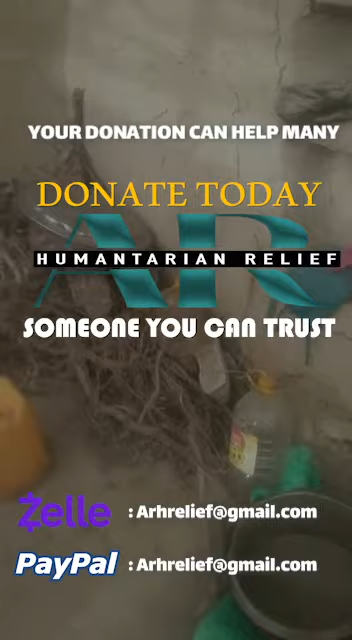 YOUR DONATION CAN HELP MANY
DONATE TODAY
AR
HUMANTARIAN RELIEF
SOMEONE YOU CAN TRUST
Zelle : Arhrelief@gmail.com
PayPal : Arhrelief@gmail.com